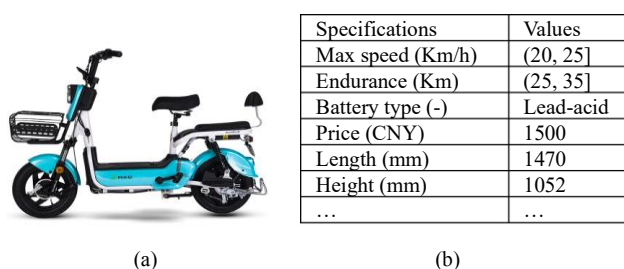 Specifications Values
Max speed (Km/h) (20, 25]
Endurance (Km) (25, 35]
Battery type (-) Lead-acid
Price (CNY) 1500
Length (mm) 1470
Height (mm) 1052
… …
(a) (b)